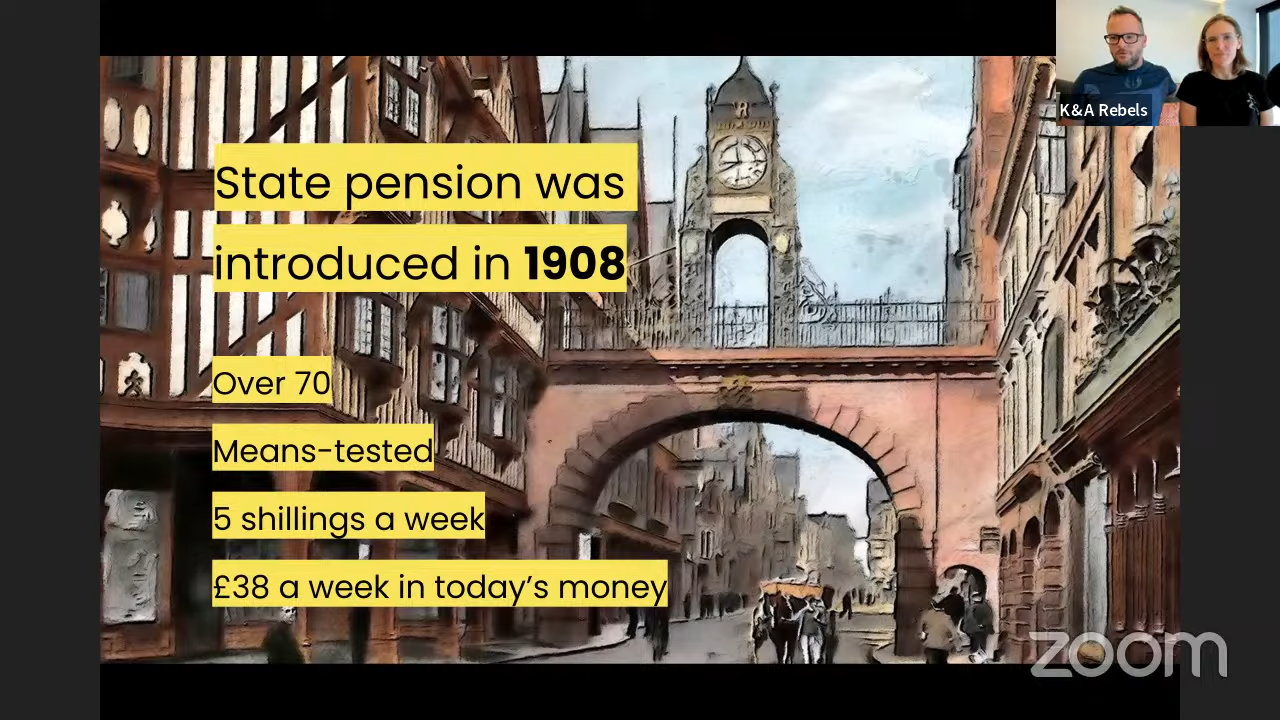 K&A Rebels
State pension was
introduced in 1908
Over 70
Means-tested
5 shillings a week
£38 a week in today's money
zoom